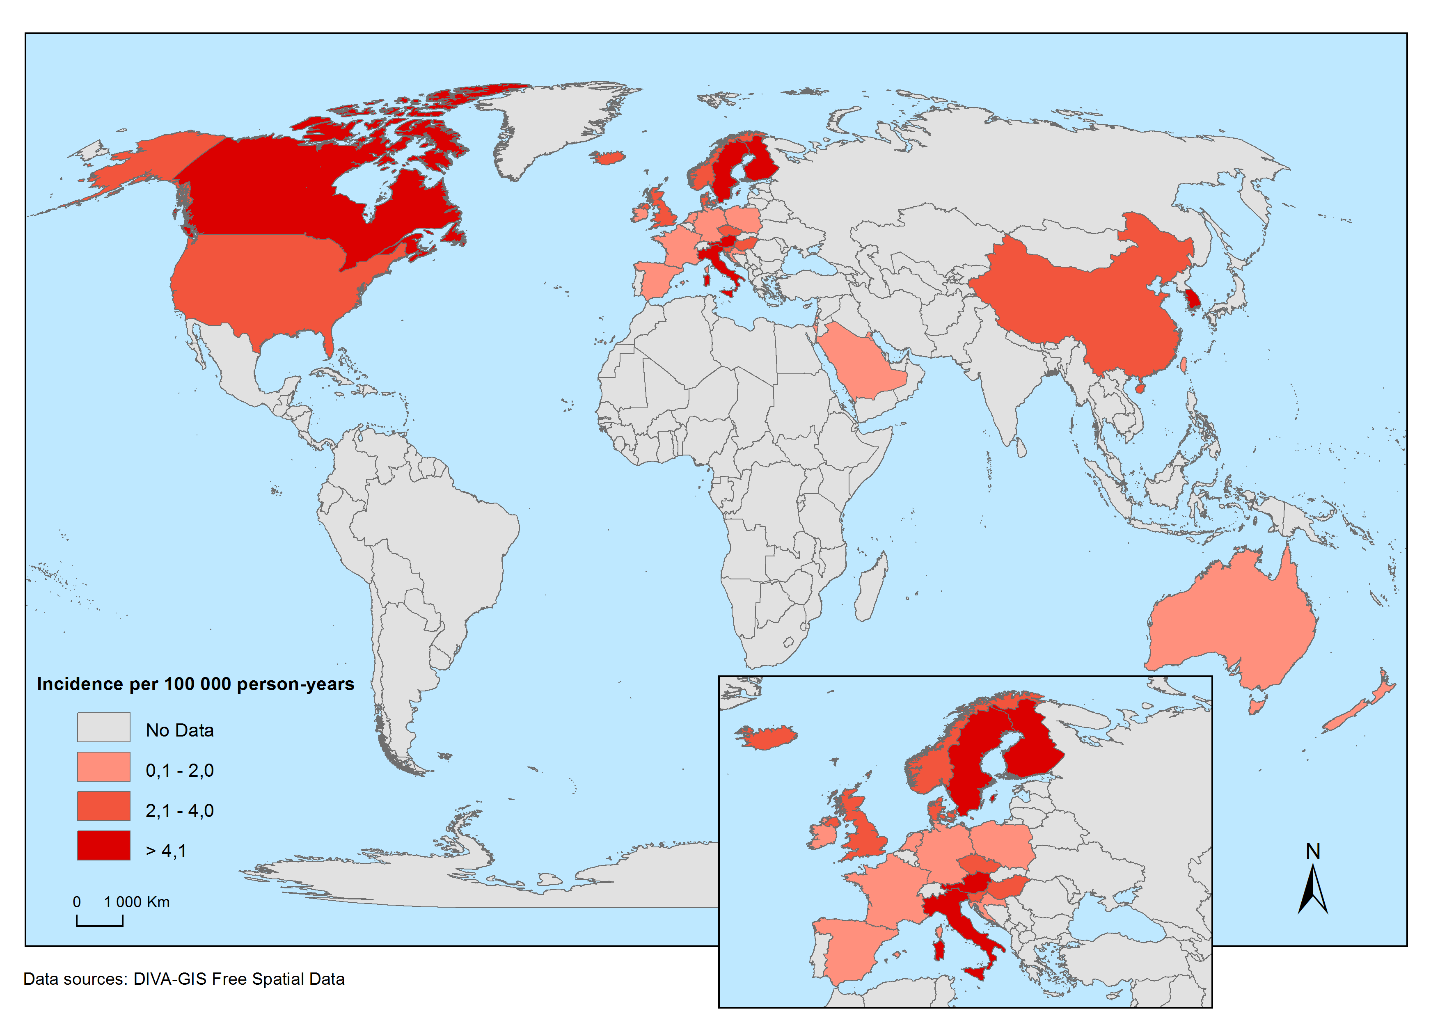 Incidence per 100 000 person-years
No Data
0,1 - 2,0
2,1 - 4,0
> 4,1
0 1 000 Km
N
Data sources: DIVA-GIS Free Spatial Data